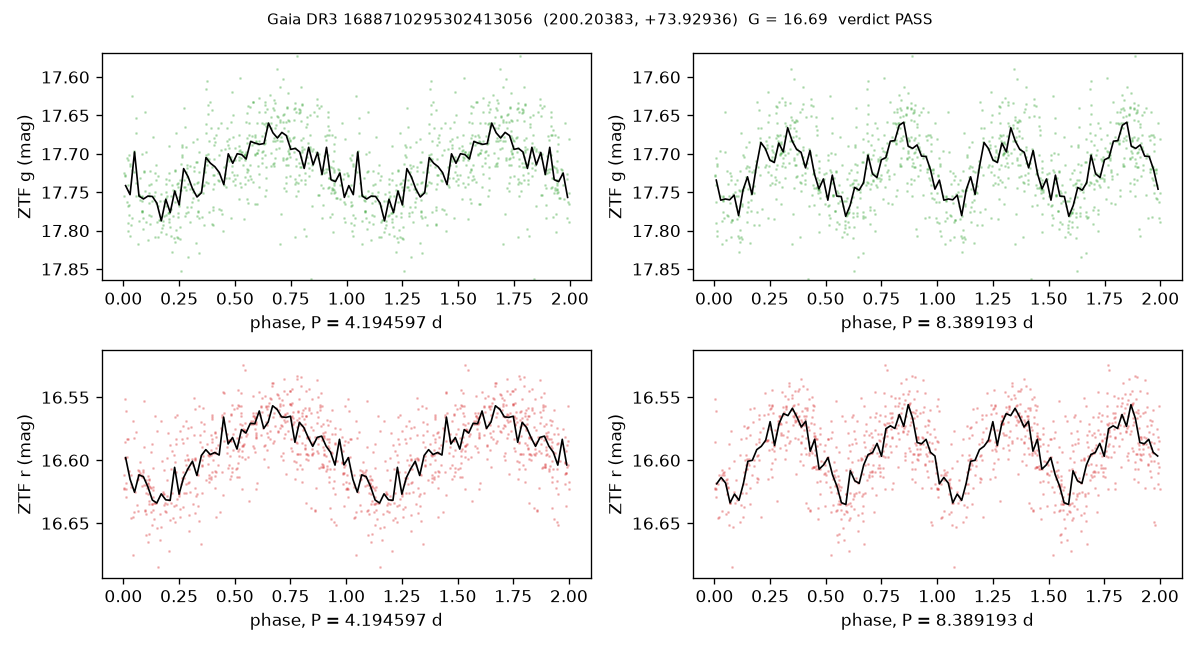 Gaia DR3 1688710295302413056 (200.20383, +73.92936) G = 16.69 verdict PASS
ZTF g (mag)
17.60
17.65
17.70
17.75
17.80
17.85
0.00 0.25 0.50 0.75 1.00 1.25 1.50 1.75 2.00
phase, P = 4.194597 d
ZTF g (mag)
17.60
17.65
17.70
17.75
17.80
17.85
0.00 0.25 0.50 0.75 1.00 1.25 1.50 1.75 2.00
phase, P = 8.389193 d
ZTF r (mag)
16.55
16.60
16.65
0.00 0.25 0.50 0.75 1.00 1.25 1.50 1.75 2.00
phase, P = 4.194597 d
ZTF r (mag)
16.55
16.60
16.65
0.00 0.25 0.50 0.75 1.00 1.25 1.50 1.75 2.00
phase, P = 8.389193 d